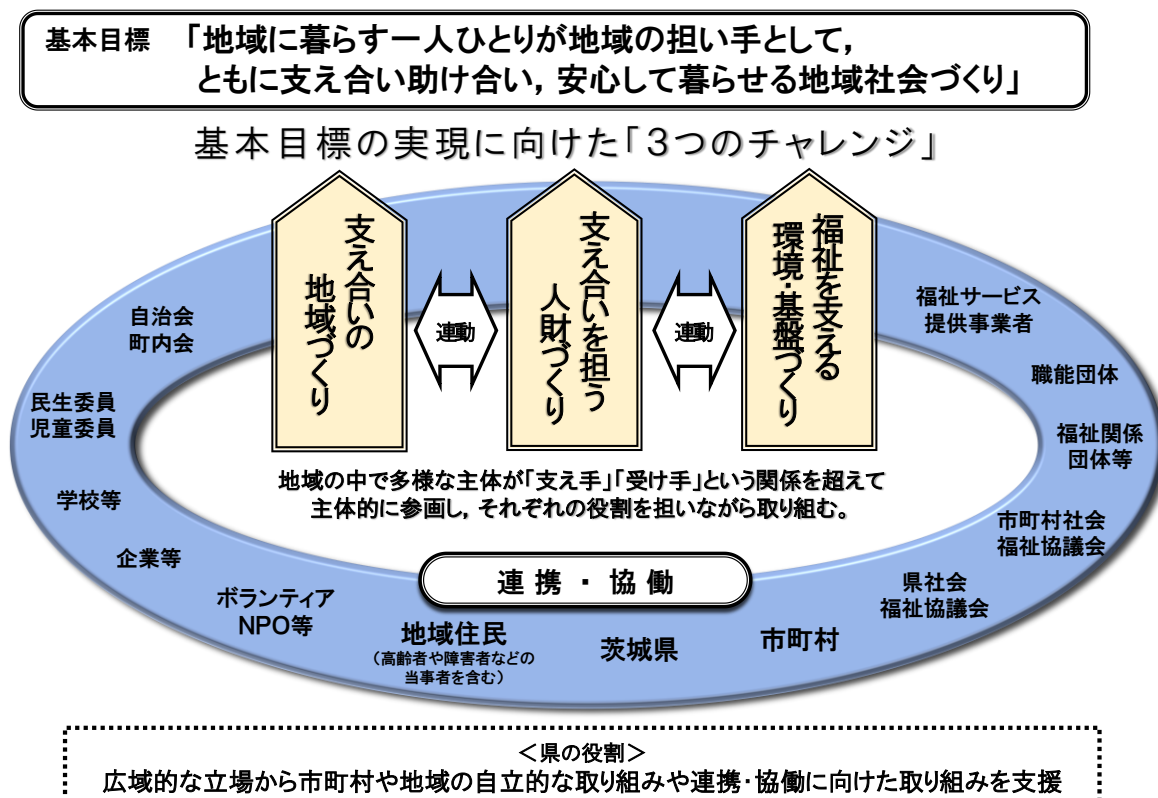 基本目標 「地域に暮らす一人ひとりが地域の担い手として，
ともに支え合い助け合い，安心して暮らせる地域社会づくり」
基本目標の実現に向けた「３つのチャレンジ」
支え合いの
地域づくり
連動
支え合いを担う
人財づくり
連動
福祉を支える
環境・基盤づくり
自治会
町内会
民生委員
児童委員
学校等
企業等
ボランティア
NPO等
地域住民
（高齢者や障害者などの
当事者を含む）
茨城県
市町村
県社会
福祉協議会
市町村社会
福祉協議会
福祉関係
団体等
職能団体
福祉サービス
提供事業者
地域の中で多様な主体が「支え手」「受け手」という関係を超えて
主体的に参画し，それぞれの役割を担いながら取り組む。
連携・協働
＜県の役割＞
広域的な立場から市町村や地域の自立的な取り組みや連携・協働に向けた取り組みを支援